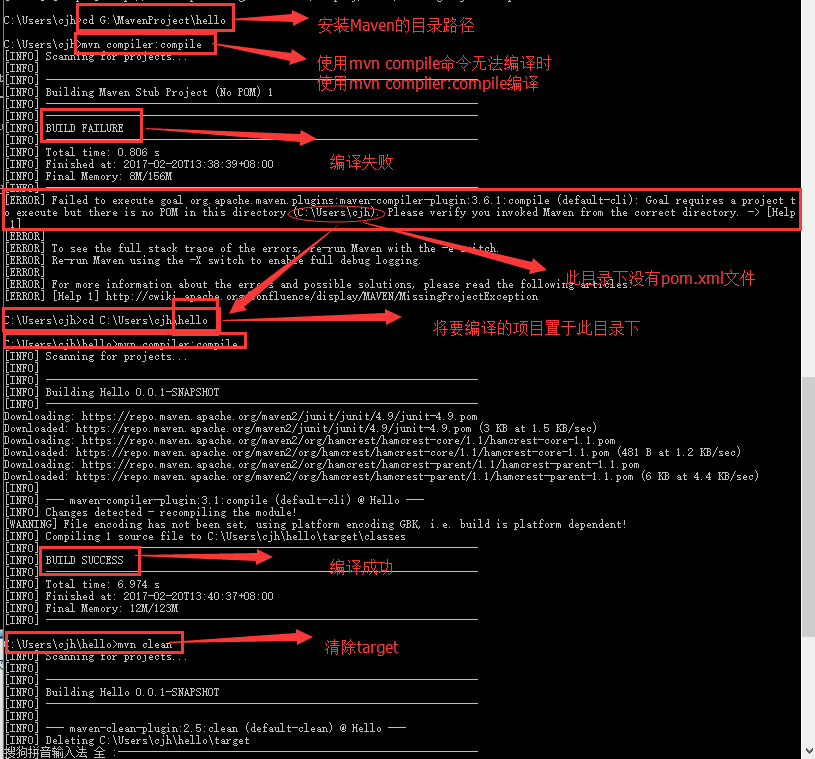 C:\Users\cjh>cd G:\MavenProject\hello
安装Maven的目录路径
C:\Users\cjh>mvn compiler:compile
[INFO] Scanning for projects...
使用mvn compile命令无法编译时
使用mvn complier:compile编译
[INFO]
[INFO]
[INFO] Building Maven Stub Project (No POM) 1
[INFO]
[INFO]
[INFO] BUILD FAILURE
[INFO]
[INFO] Total time: 0.806 s
编译失败
[INFO] Finished at: 2017-02-20T13:38:39+08:00
[INFO] Final Memory: 8M/156M
[INFO]
[ERROR] Failed to execute goal org.apache.maven.plugins:maven-compiler-plugin:3.6.1:compile (default-cli): Goal requires a project t
o execute but there is no POM in this directory (C:\Users\cjh). Please verify you invoked Maven from the correct directory. -> [Help
1]
[ERROR]
[ERROR] To see the full stack trace of the errors, re-run Maven with the -e switch.
[ERROR] Re-run Maven using the -X switch to enable full debug logging.
[ERROR]
此目录下没有pom.xml文件
[ERROR] For more information about the errors and possible solutions, please read the following articles:
[ERROR] [Help 1] http://cwiki.apache.org/confluence/display/MAVEN/MissingProjectException
C:\Users\cjh>cd C:\Users\cjh\hello
将要编译的项目置于此目录下
C:\Users\cjh\hello>mvn compiler:compile
[INFO] Scanning for projects...
[INFO]
[INFO]
[INFO] Building Hello 0.0.1-SNAPSHOT
[INFO]
Downloading: https://repo.maven.apache.org/maven2/junit/junit/4.9/junit-4.9.pom
Downloaded: https://repo.maven.apache.org/maven2/junit/junit/4.9/junit-4.9.pom (3 KB at 1.5 KB/sec)
Downloading: https://repo.maven.apache.org/maven2/org/hamcrest/hamcrest-core/1.1/hamcrest-core-1.1.pom
Downloaded: https://repo.maven.apache.org/maven2/org/hamcrest/hamcrest-core/1.1/hamcrest-core-1.1.pom (481 B at 1.2 KB/sec)
Downloading: https://repo.maven.apache.org/maven2/org/hamcrest/hamcrest-parent/1.1/hamcrest-parent-1.1.pom
Downloaded: https://repo.maven.apache.org/maven2/org/hamcrest/hamcrest-parent/1.1/hamcrest-parent-1.1.pom (6 KB at 4.4 KB/sec)
[INFO]
[INFO] --- maven-compiler-plugin:3.1:compile (default-cli) @ Hello ---
[INFO] Changes detected - recompiling the module!
[WARNING] File encoding has not been set, using platform encoding GBK, i.e. build is platform dependent!
[INFO] Compiling 1 source file to C:\Users\cjh\hello\target\classes
[INFO]
[INFO] BUILD SUCCESS
编译成功
[INFO]
[INFO] Total time: 6.974 s
[INFO] Finished at: 2017-02-20T13:40:37+08:00
[INFO] Final Memory: 12M/123M
[INFO]
C:\Users\cjh\hello>mvn clean
清除target
[INFO] Scanning for projects...
[INFO]
[INFO]
[INFO] Building Hello 0.0.1-SNAPSHOT
[INFO]
[INFO]
[INFO] --- maven-clean-plugin:2.5:clean (default-clean) @ Hello ---
[INFO] Deleting C:\Users\cjh\hello\target
搜狗拼音输入法 全 :